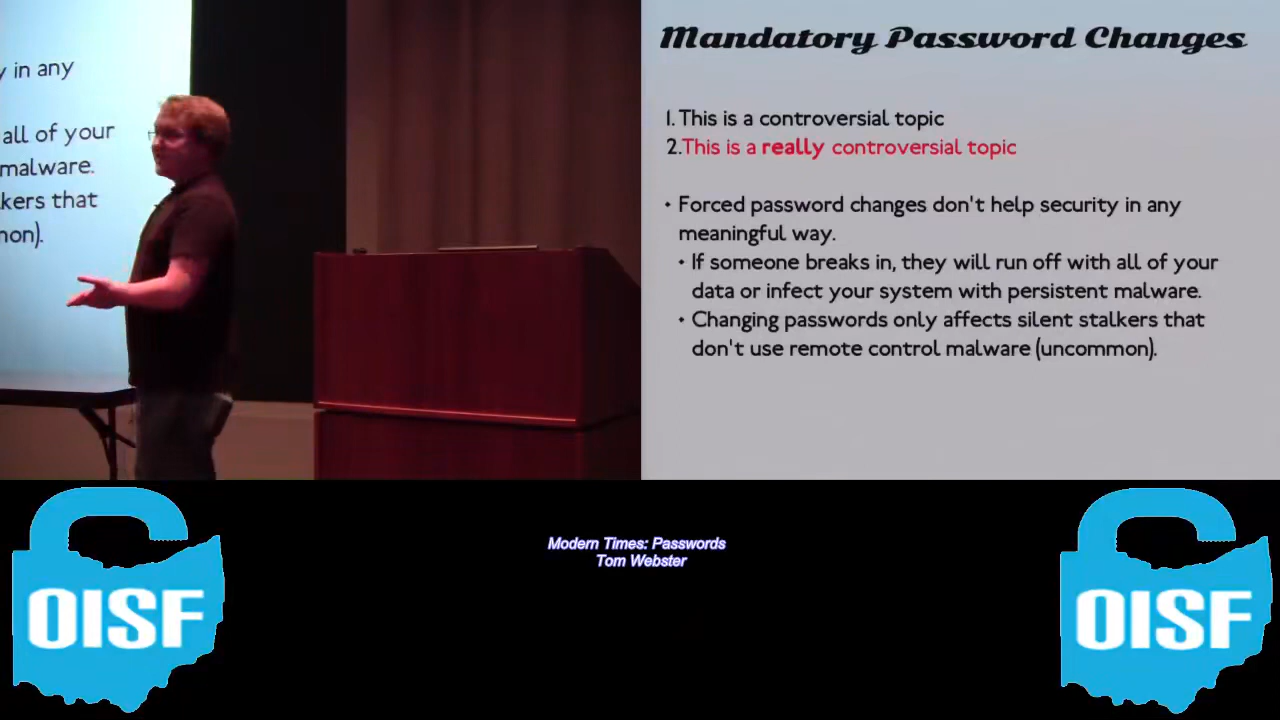 y in any
all of your
malware.
kers that
non).
Mandatory Password Changes
1. This is a controversial topic
2. This is a really controversial topic
• Forced password changes don't help security in any
meaningful way.
• If someone breaks in, they will run off with all of your
data or infect your system with persistent malware.
• Changing passwords only affects silent stalkers that
don't use remote control malware (uncommon).
Modern Times: Passwords
Tom Webster
OISF
OISF